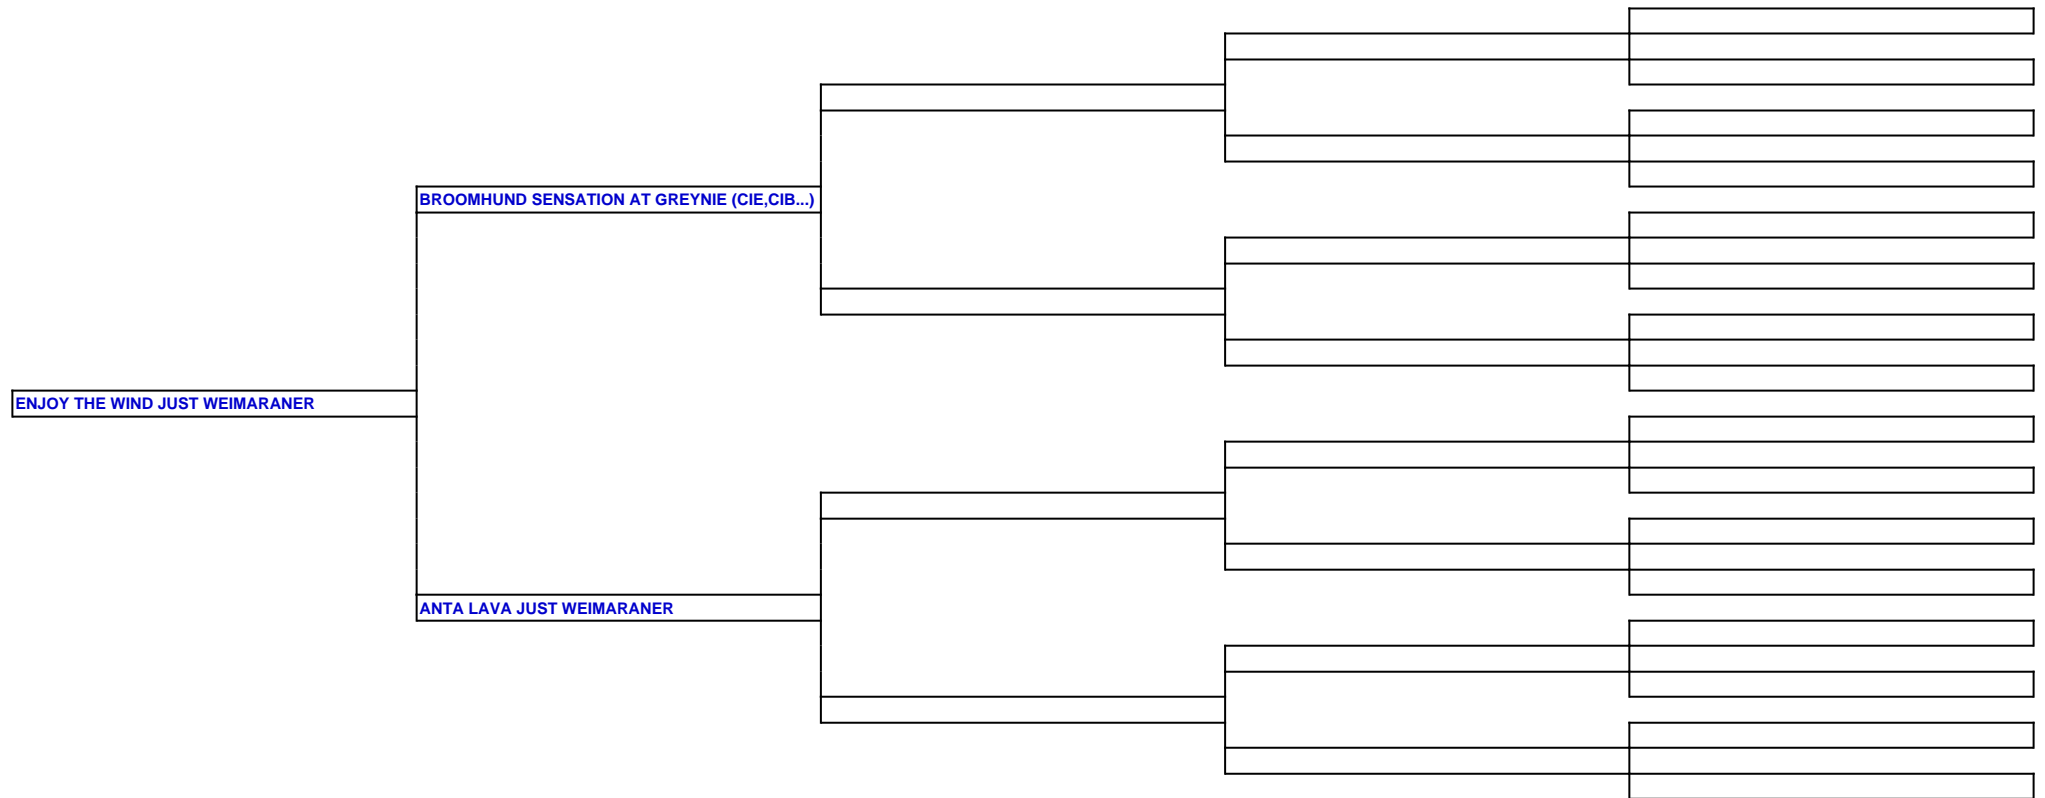 BROOMHUND SENSATION AT GREYNIE (CIE,CIB...)
ENJOY THE WIND JUST WEIMARANER
ANTA LAVA JUST WEIMARANER